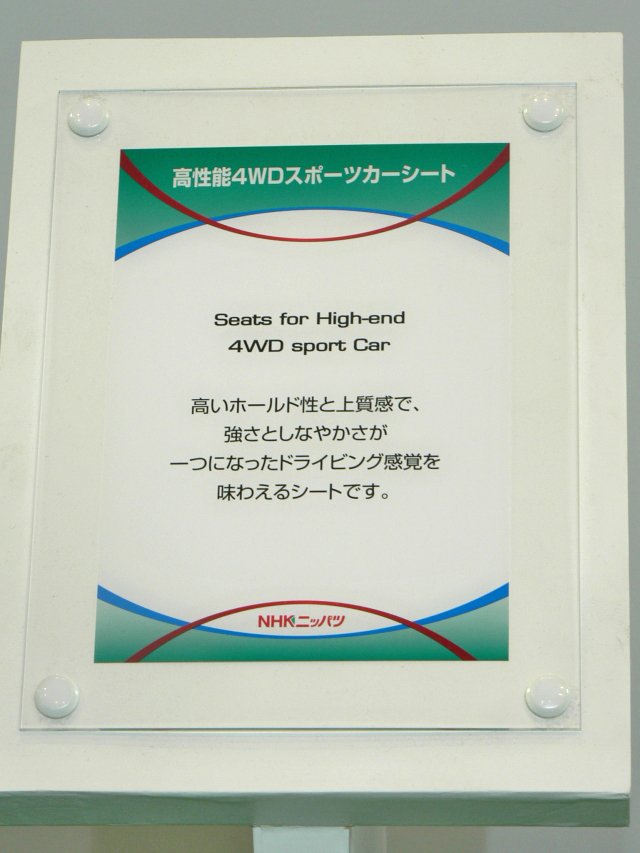 高性能4WDスポーツカーシート
Seats for High-end
4WD sport Car
高いホールド性と上質感で、
強さとしなやかさが
一つになったドライビング感覚を
味わえるシートです。
NHKニッパツ